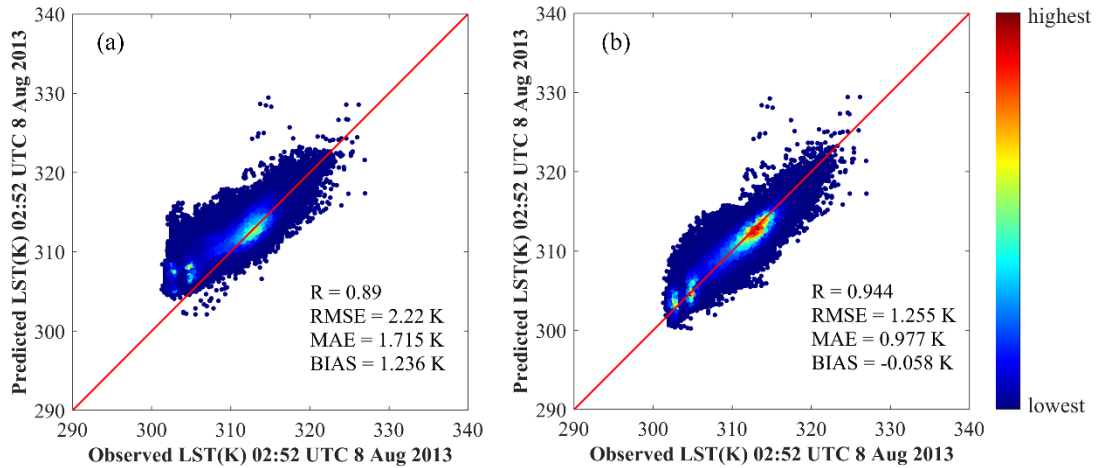 (a)
340
330
320
310
300
290
Predicted LST(K) 02:52 UTC 8 Aug 2013
R = 0.89
RMSE = 2.22 K
MAE = 1.715 K
BIAS = 1.236 K
290 300 310 320 330 340
Observed LST(K) 02:52 UTC 8 Aug 2013
(b)
340
330
320
310
300
290
Predicted LST(K) 02:52 UTC 8 Aug 2013
R = 0.944
RMSE = 1.255 K
MAE = 0.977 K
BIAS = -0.058 K
290 300 310 320 330 340
Observed LST(K) 02:52 UTC 8 Aug 2013
highest
lowest